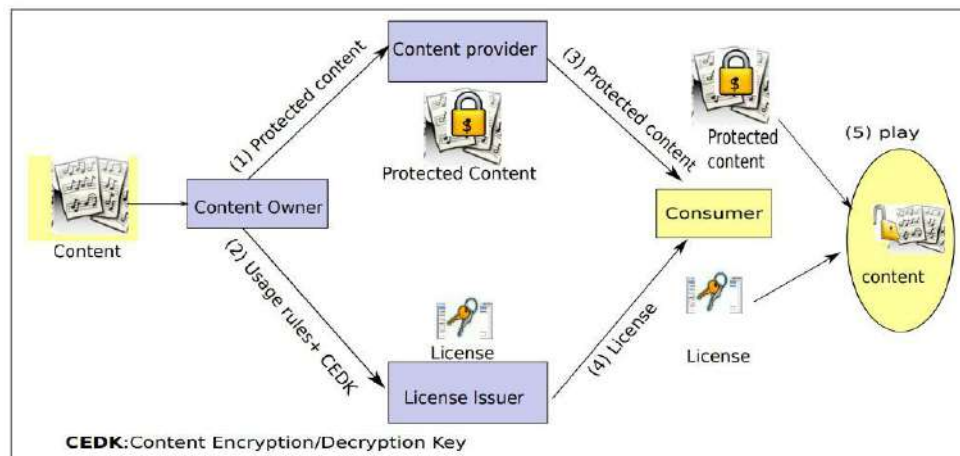 Content provider
(1) Protected content
(3) Protected content
$
Protected Content
$
Protected
content
(5) play
Content
Content Owner
Consumer
content
(2) Usage rules+ CEDK
License
(4) License
License
License Issuer
CEDK:Content Encryption/Decryption Key